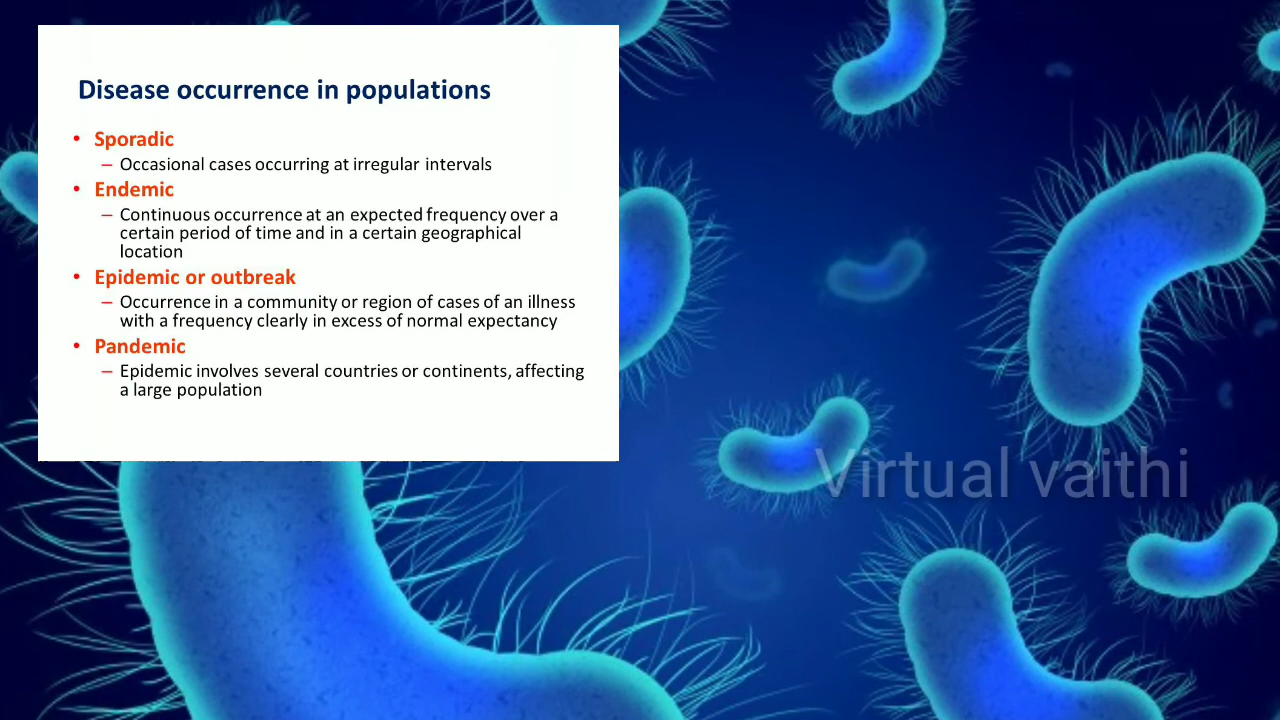 Disease occurrence in populations
• Sporadic
– Occasional cases occurring at irregular intervals
• Endemic
– Continuous occurrence at an expected frequency over a
certain period of time and in a certain geographical
location
• Epidemic or outbreak
– Occurrence in a community or region of cases of an illness
with a frequency clearly in excess of normal expectancy
• Pandemic
– Epidemic involves several countries or continents, affecting
a large population
Virtual vaithi